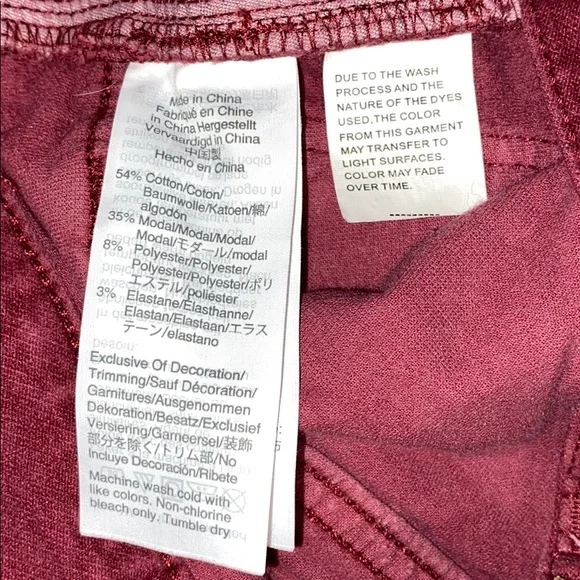 Made in China
Fabriqué en Chine
in China Hergestellt
Vervaardigd in China
中国製
Hecho en China
54% Cotton/Coton/
Baumwolle/Katoen/綿/
algodón
35% Modal/Modal/Modal/
Modal/モダール/modal
8% Polyester/Polyester/
Polyester/Polyester/ポリ
エステル/poliéster
3% Elastane/Elasthanne/
Elastan/Elastaan/エラス
テーン/elastano
Exclusive Of Decoration/
Trimming/Sauf Décoration/
Garnitures/Ausgenommen
Dekoration/Besatz/Exclusief
Versiering/Garneersel/装飾
部分を除く/トリム部/No
Incluye Decoración/Ribete
Machine wash cold with
like colors. Non-chlorine
bleach only. Tumble dry
DUE TO THE WASH
PROCESS AND THE
NATURE OF THE DYES
USED,THE COLOR
FROM THIS GARMENT
MAY TRANSFER TO
LIGHT SURFACES.
COLOR MAY FADE
OVER TIME.